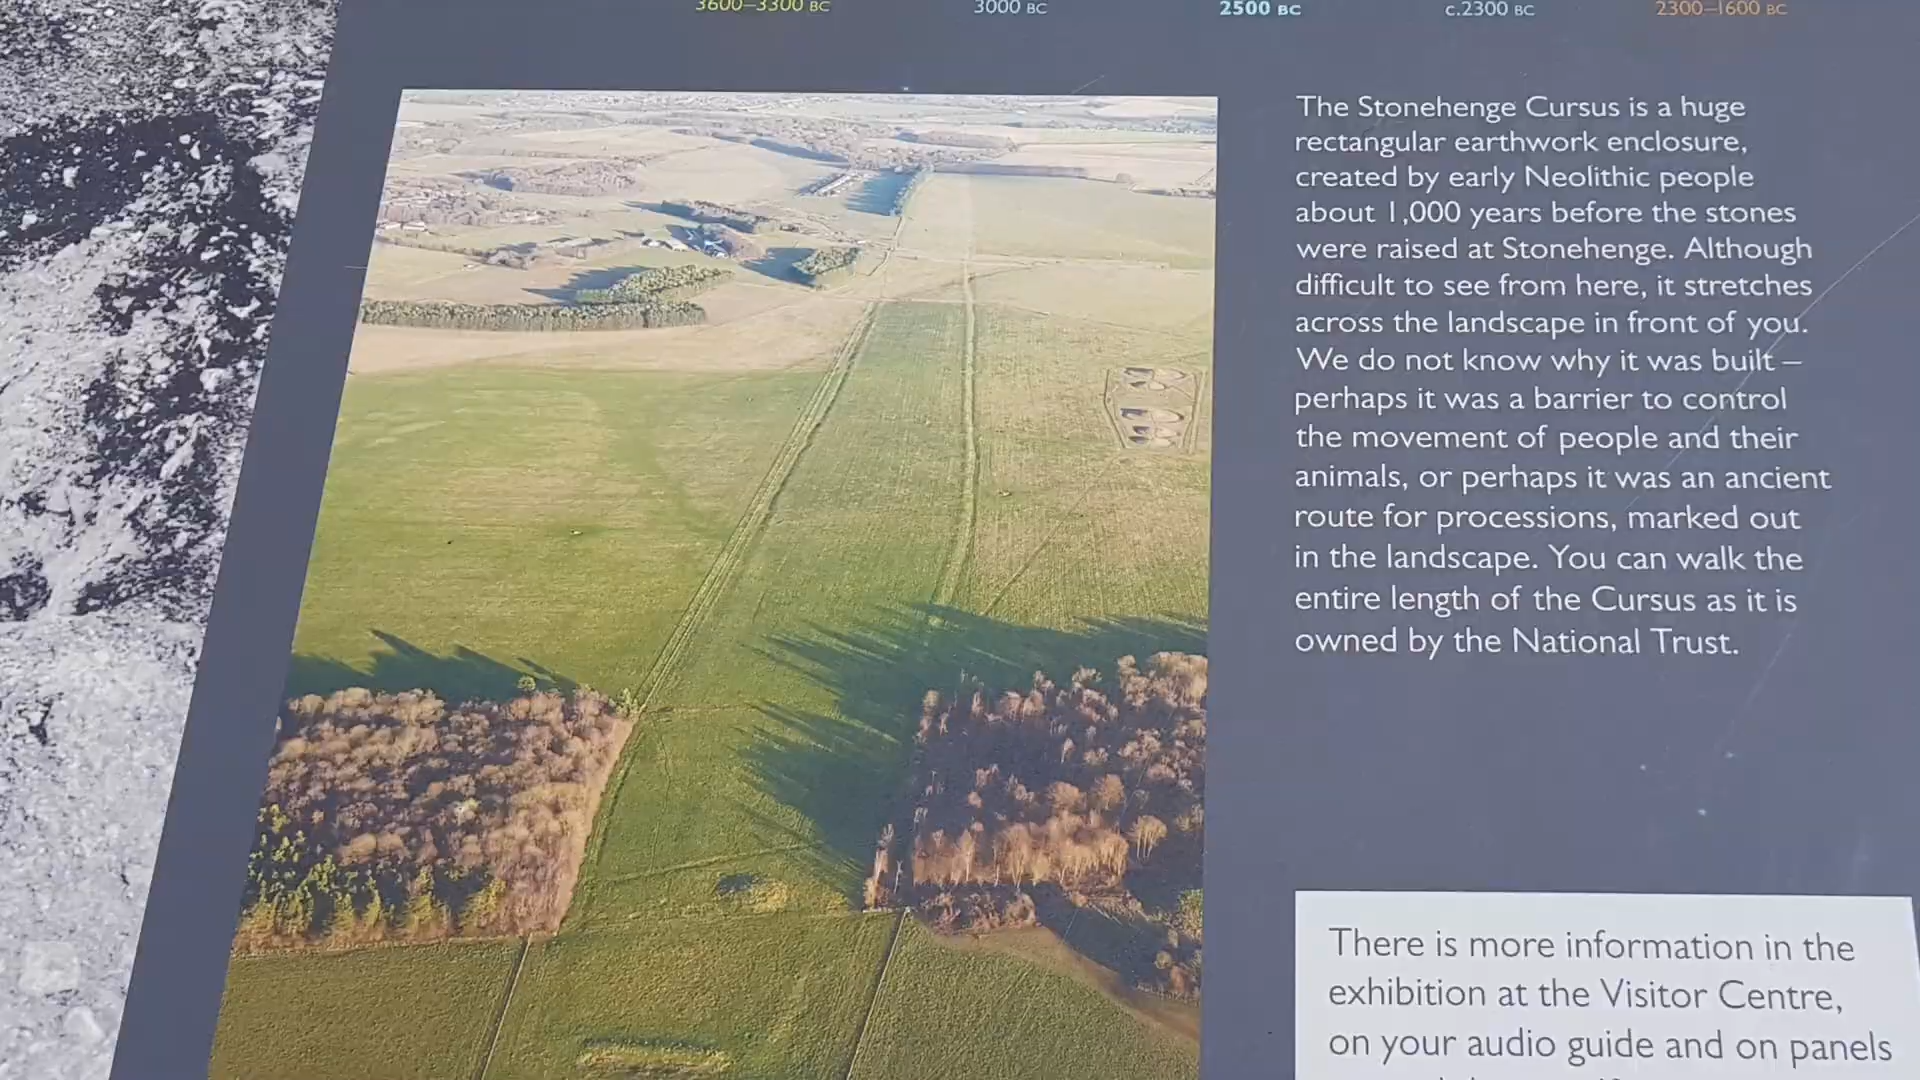 3600–3300 BC
3000 BC
2500 BC
c.2300 BC
2300–1600 BC
The Stonehenge Cursus is a huge
rectangular earthwork enclosure,
created by early Neolithic people
about 1,000 years before the stones
were raised at Stonehenge. Although
difficult to see from here, it stretches
across the landscape in front of you.
We do not know why it was built –
perhaps it was a barrier to control
the movement of people and their
animals, or perhaps it was an ancient
route for processions, marked out
in the landscape. You can walk the
entire length of the Cursus as it is
owned by the National Trust.
There is more information in the
exhibition at the Visitor Centre,
on your audio guide and on panels